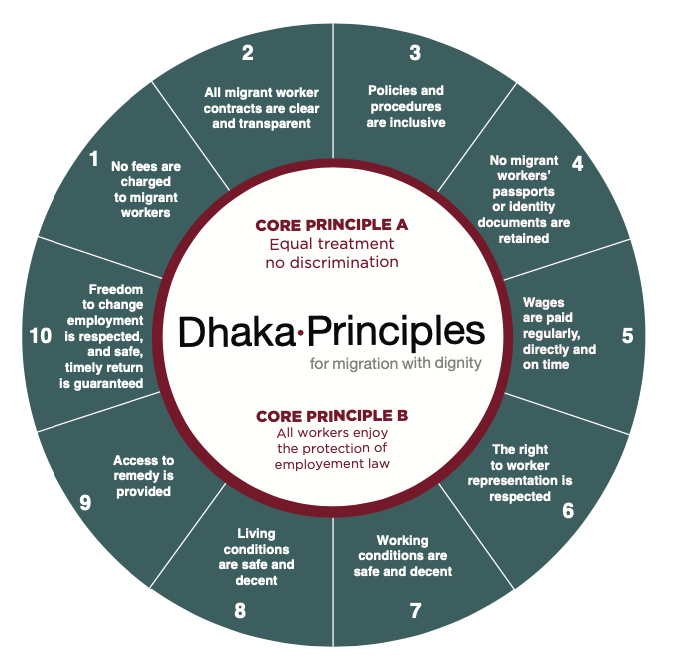 CORE PRINCIPLE A
Equal treatment
no discrimination
Dhaka·Principles
for migration with dignity
CORE PRINCIPLE B
All workers enjoy
the protection of
employement law
1
No fees are
charged
to migrant
workers
2
All migrant worker
contracts are clear
and transparent
3
Policies and
procedures
are inclusive
4
No migrant
workers’
passports
or identity
documents are
retained
5
Wages
are paid
regularly,
directly and
on time
6
The right
to worker
representation is
respected
7
Working
conditions are
safe and decent
8
Living
conditions
are safe and
decent
9
Access to
remedy is
provided
10
Freedom
to change
employment
is respected,
and safe,
timely return
is guaranteed